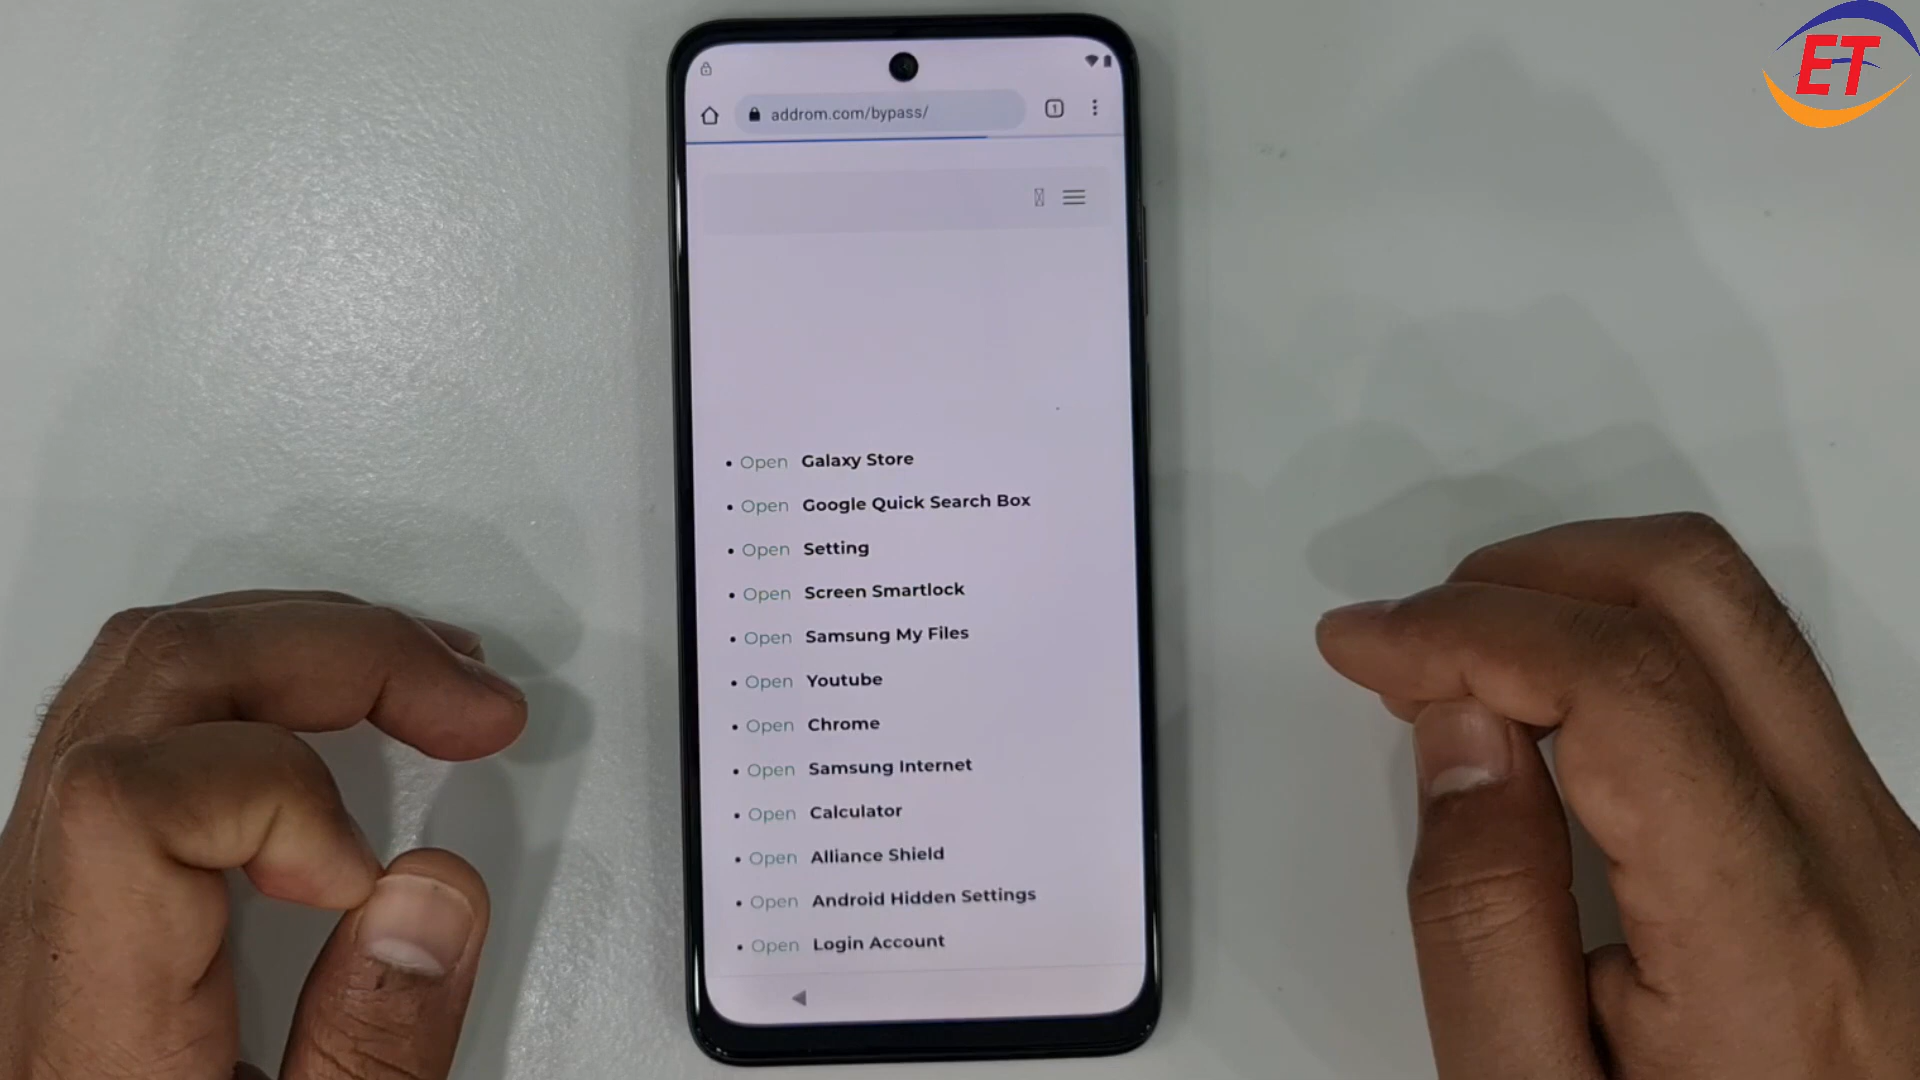 ET
addrom.com/bypass/
1
Open Galaxy Store
Open Google Quick Search Box
Open Setting
Open Screen Smartlock
Open Samsung My Files
Open Youtube
Open Chrome
Open Samsung Internet
Open Calculator
Open Alliance Shield
Open Android Hidden Settings
Open Login Account